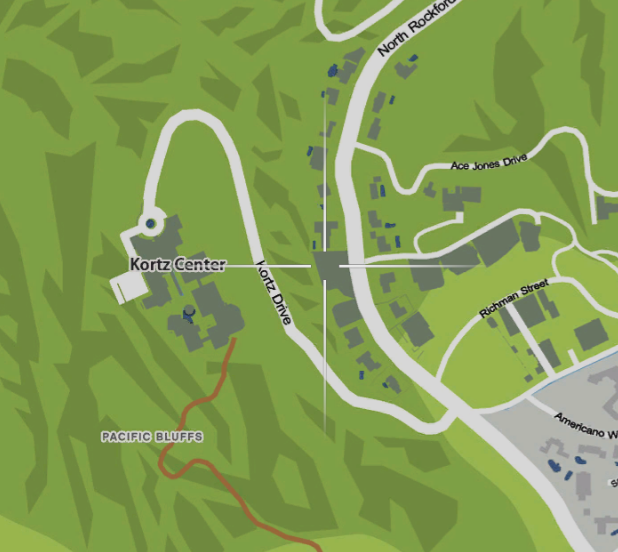 North Rockford
Ace Jones Drive
Kortz Center
Kortz Drive
Richman Street
PACIFIC BLUFFS
Americano W